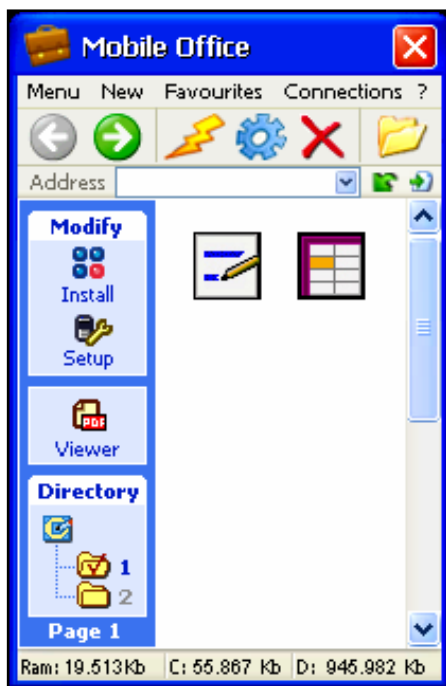 Mobile Office
Menu New Favourites Connections ?
Address
Modify
Install
Setup
PDF
Viewer
Directory
1
2
Page 1
Ram: 19.513Kb C: 55.867 Kb D: 945.982 Kb